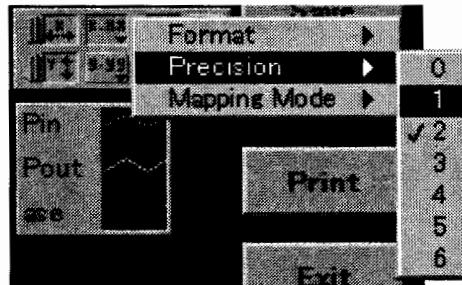 Format
Precision
Mapping Mode
0
1
2
3
4
5
6
Pin
Pout
Print
Exit